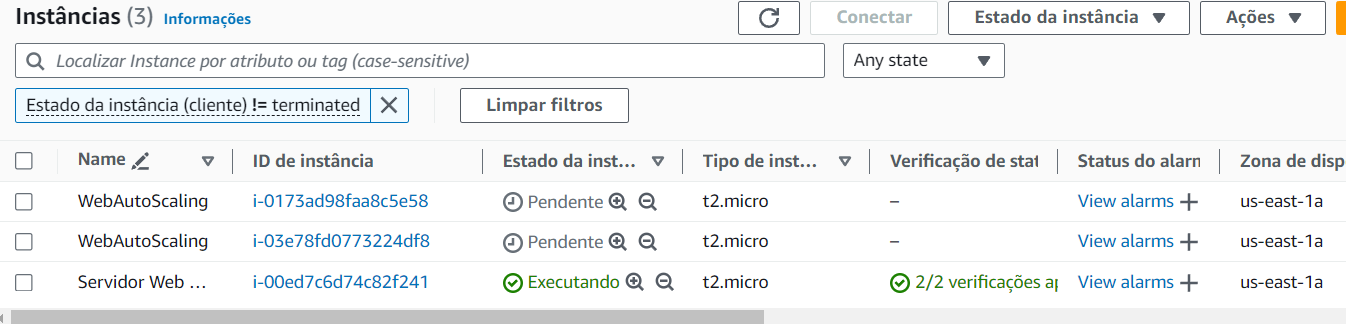 Instâncias (3) Informações Conectar Estado da instância Ações
Localizar Instance por atributo ou tag (case-sensitive) Any state
Estado da instância (cliente) != terminated Limpar filtros
Name ID de instância Estado da inst... Tipo de inst... Verificação de stat Status do alarm Zona de disp
WebAutoScaling i-0173ad98faa8c5e58 Pendente t2.micro – View alarms + us-east-1a
WebAutoScaling i-03e78fd0773224df8 Pendente t2.micro – View alarms + us-east-1a
Servidor Web ... i-00ed7c6d74c82f241 Executando t2.micro 2/2 verificações ap View alarms + us-east-1a